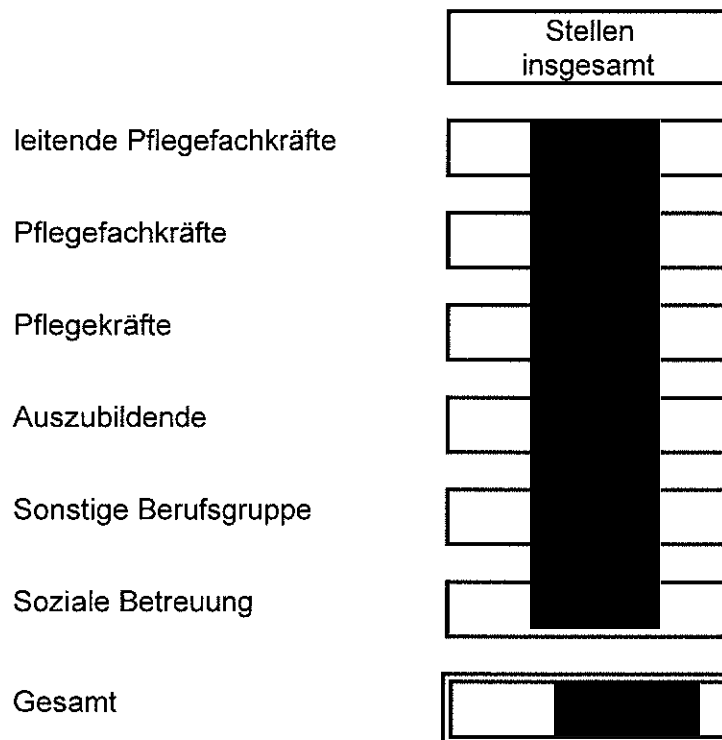 Stellen
insgesamt
leitende Pflegefachkräfte
Pflegefachkräfte
Pflegekräfte
Auszubildende
Sonstige Berufsgruppe
Soziale Betreuung
Gesamt